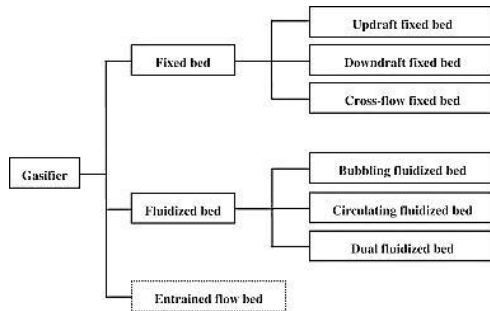 Updraft fixed bed
Fixed bed
Downdraft fixed bed
Cross-flow fixed bed
Gasifier
Bubbling fluidized bed
Fluidized bed
Circulating fluidized bed
Dual fluidized bed
Entrained flow bed